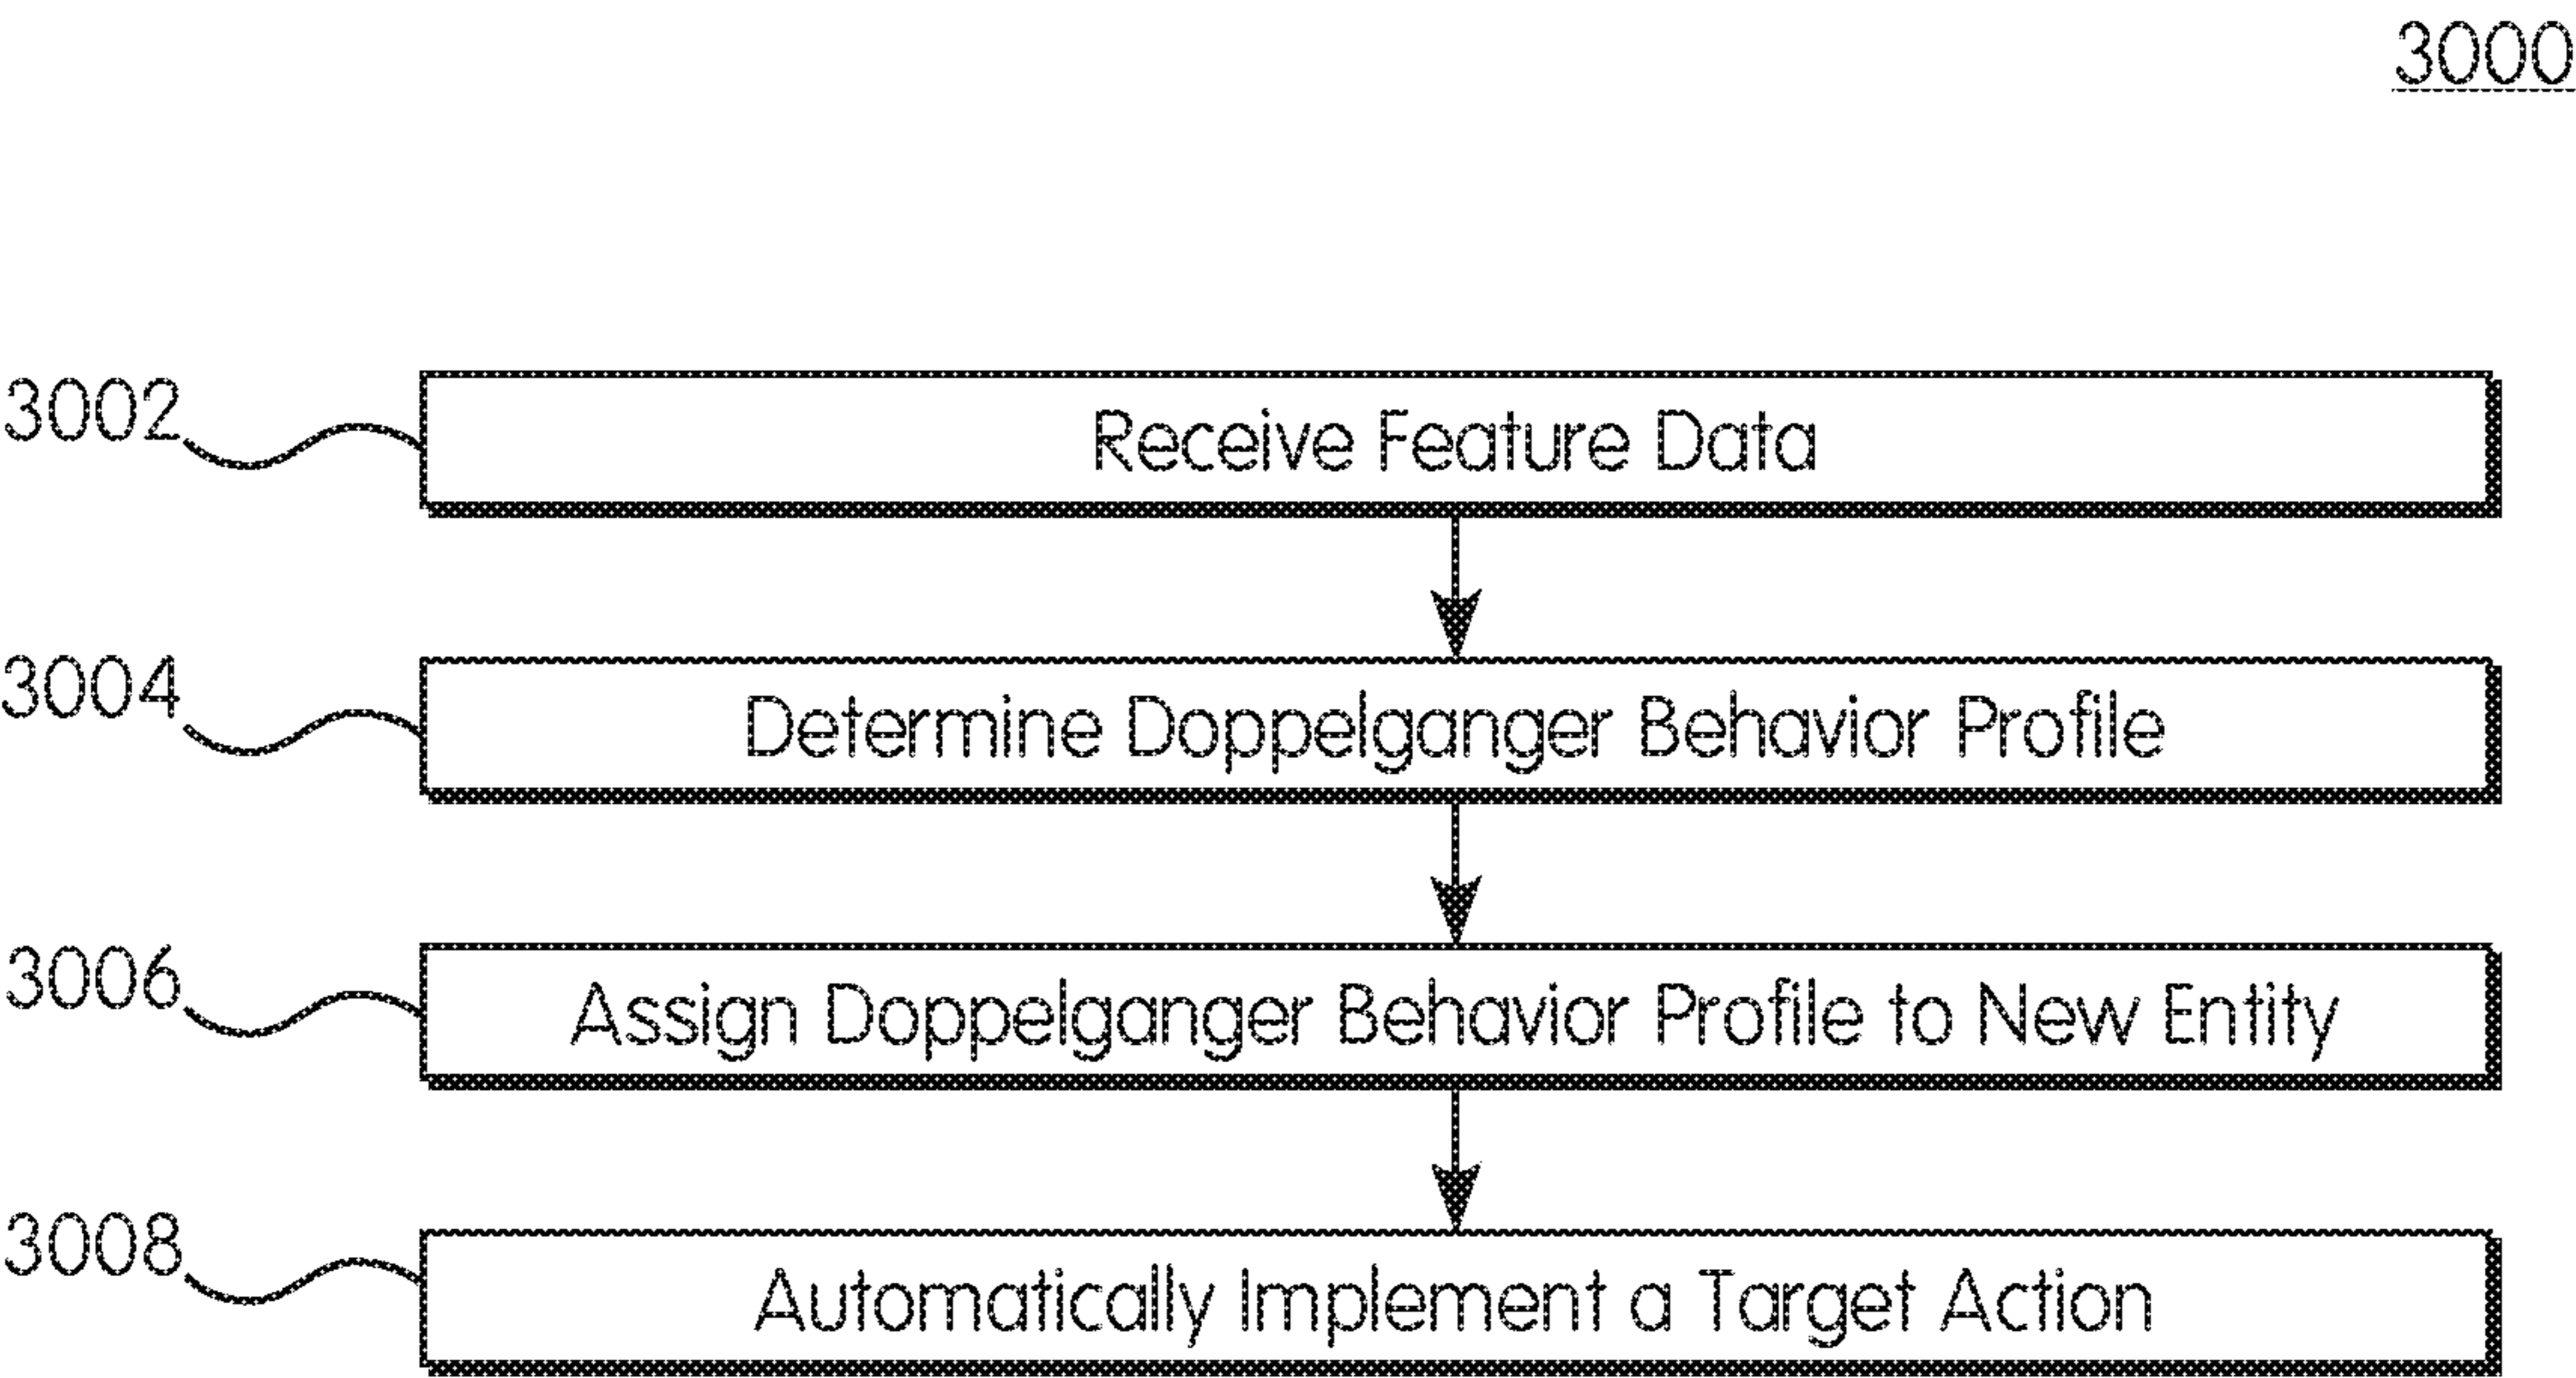 3000
3002 Receive Feature Data
3004 Determine Doppelganger Behavior Profile
3006 Assign Doppelganger Behavior Profile to New Entity
3008 Automatically Implement a Target Action